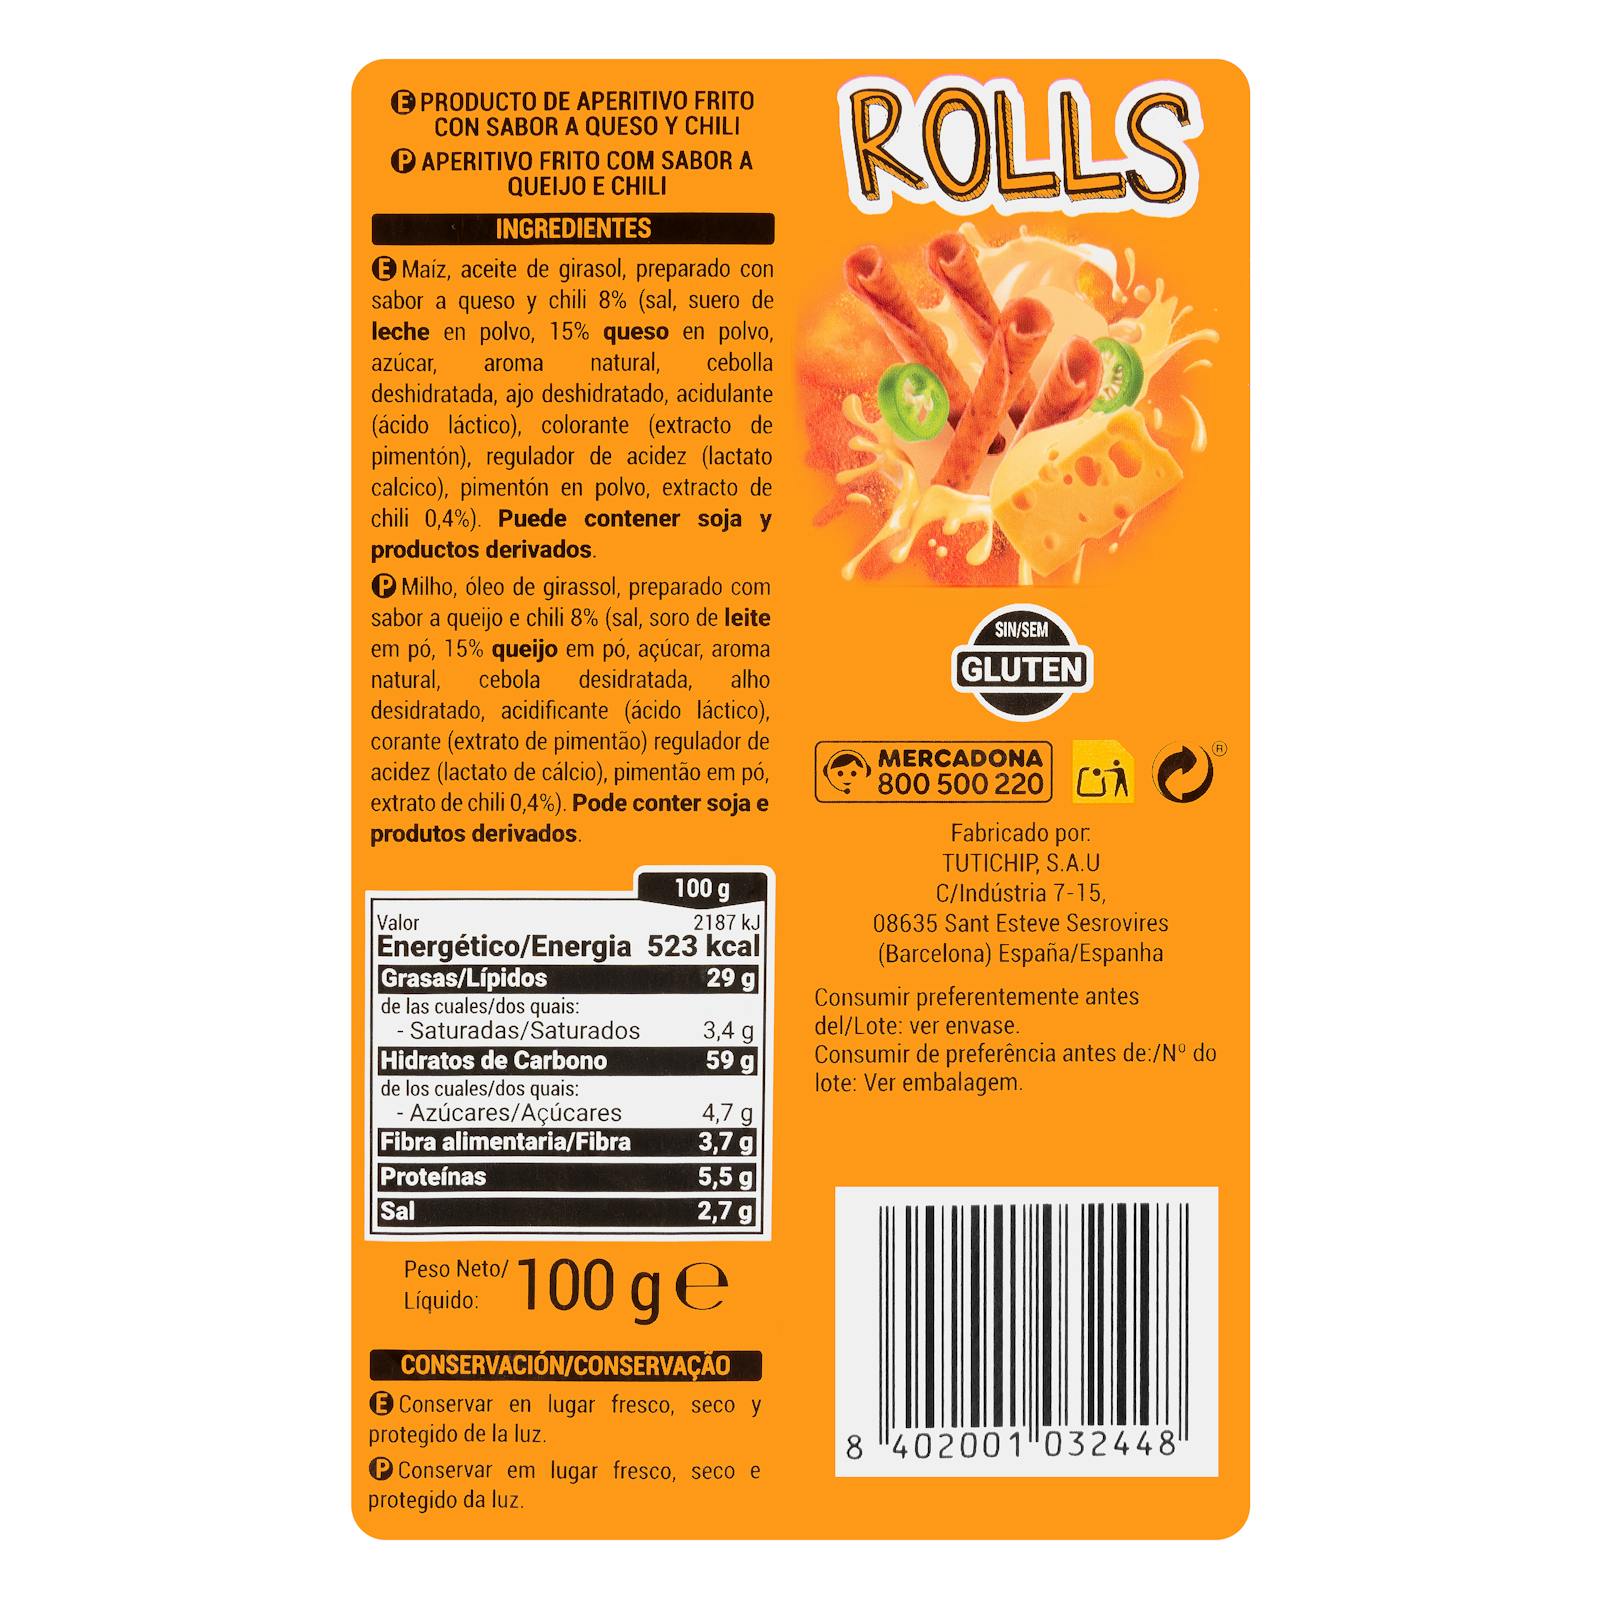 E PRODUCTO DE APERITIVO FRITO
CON SABOR A QUESO Y CHILI
P APERITIVO FRITO COM SABOR A
QUEIJO E CHILI
INGREDIENTES
E Maíz, aceite de girasol, preparado con
sabor a queso y chili 8% (sal, suero de
leche en polvo, 15% queso en polvo,
azúcar, aroma natural, cebolla
deshidratada, ajo deshidratado, acidulante
(ácido láctico), colorante (extracto de
pimentón), regulador de acidez (lactato
calcico), pimentón en polvo, extracto de
chili 0,4%). Puede contener soja y
productos derivados.
P Milho, óleo de girassol, preparado com
sabor a queijo e chili 8% (sal, soro de leite
em pó, 15% queijo em pó, açúcar, aroma
natural, cebola desidratada, alho
desidratado, acidificante (ácido láctico),
corante (extrato de pimentão) regulador de
acidez (lactato de cálcio), pimentão em pó,
extrato de chili 0,4%). Pode conter soja e
produtos derivados.
100 g
Valor 2187 kJ
Energético/Energia 523 kcal
Grasas/Lípidos 29 g
de las cuales/dos quais:
- Saturadas/Saturados 3,4 g
Hidratos de Carbono 59 g
de los cuales/dos quais:
- Azúcares/Açúcares 4,7 g
Fibra alimentaria/Fibra 3,7 g
Proteínas 5,5 g
Sal 2,7 g
Peso Neto/
Líquido: 100 g ℮
CONSERVACIÓN/CONSERVAÇÃO
E Conservar en lugar fresco, seco y
protegido de la luz.
P Conservar em lugar fresco, seco e
protegido da luz.
ROLLS
SIN/SEM
GLUTEN
MERCADONA
800 500 220
®
Fabricado por:
TUTICHIP, S.A.U
C/Indústria 7-15,
08635 Sant Esteve Sesrovires
(Barcelona) España/Espanha
Consumir preferentemente antes
del/Lote: ver envase.
Consumir de preferência antes de:/Nº do
lote: Ver embalagem.
8 402001 032448